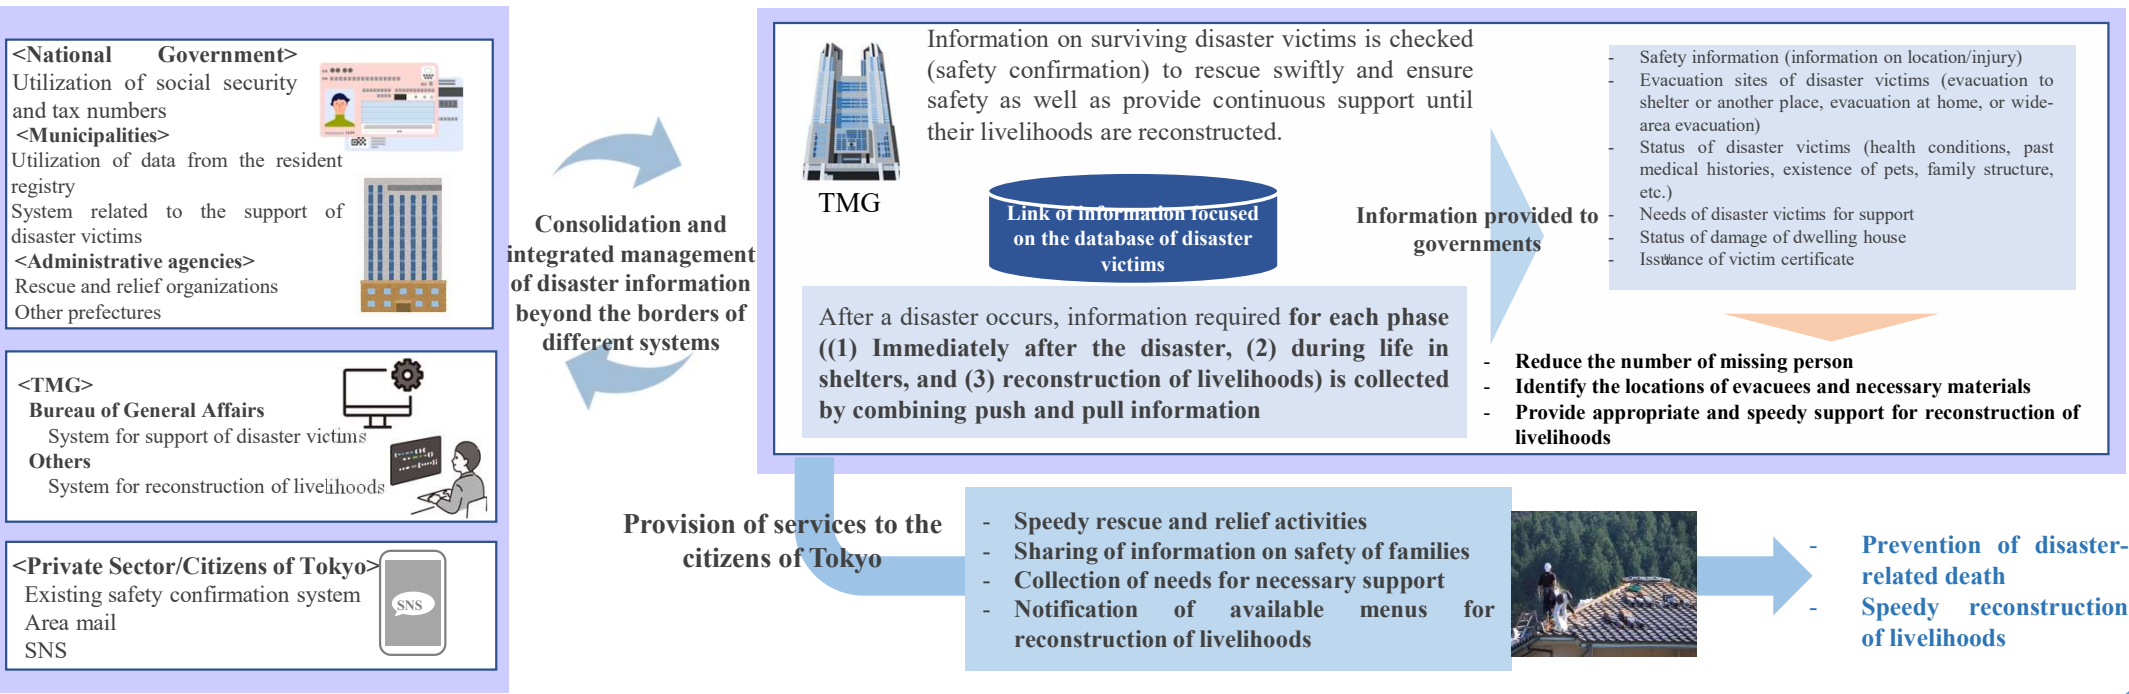 <National Government>
Utilization of social security
and tax numbers
<Municipalities>
Utilization of data from the resident
registry
System related to the support of
disaster victims
<Administrative agencies>
Rescue and relief organizations
Other prefectures
<TMG>
Bureau of General Affairs
System for support of disaster victims
Others
System for reconstruction of livelihoods
<Private Sector/Citizens of Tokyo>
Existing safety confirmation system
Area mail
SNS
SNS
Consolidation and
integrated management
of disaster information
beyond the borders of
different systems
TMG
Information on surviving disaster victims is checked
(safety confirmation) to rescue swiftly and ensure
safety as well as provide continuous support until
their livelihoods are reconstructed.
Link of information focused
on the database of disaster
victims
After a disaster occurs, information required for each phase
((1) Immediately after the disaster, (2) during life in
shelters, and (3) reconstruction of livelihoods) is collected
by combining push and pull information
Information provided to
governments
- Safety information (information on location/injury)
- Evacuation sites of disaster victims (evacuation to
shelter or another place, evacuation at home, or wide-
area evacuation)
- Status of disaster victims (health conditions, past
medical histories, existence of pets, family structure,
etc.)
- Needs of disaster victims for support
- Status of damage of dwelling house
- Issuance of victim certificate
- Reduce the number of missing person
- Identify the locations of evacuees and necessary materials
- Provide appropriate and speedy support for reconstruction of
livelihoods
Provision of services to the
citizens of Tokyo
- Speedy rescue and relief activities
- Sharing of information on safety of families
- Collection of needs for necessary support
- Notification of available menus for
reconstruction of livelihoods
- Prevention of disaster-
related death
- Speedy reconstruction
of livelihoods